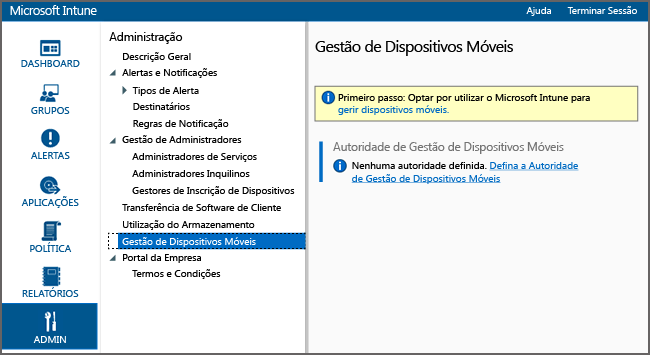 Microsoft Intune
Ajuda
Terminar Sessão
DASHBOARD
GRUPOS
ALERTAS
APLICAÇÕES
POLÍTICA
RELATÓRIOS
ADMIN
Administração
Descrição Geral
Alertas e Notificações
Tipos de Alerta
Destinatários
Regras de Notificação
Gestão de Administradores
Administradores de Serviços
Administradores Inquilinos
Gestores de Inscrição de Dispositivos
Transferência de Software de Cliente
Utilização do Armazenamento
Gestão de Dispositivos Móveis
Portal da Empresa
Termos e Condições
Gestão de Dispositivos Móveis
Primeiro passo: Optar por utilizar o Microsoft Intune para
gerir dispositivos móveis.
Autoridade de Gestão de Dispositivos Móveis
Nenhuma autoridade definida. Defina a Autoridade
de Gestão de Dispositivos Móveis